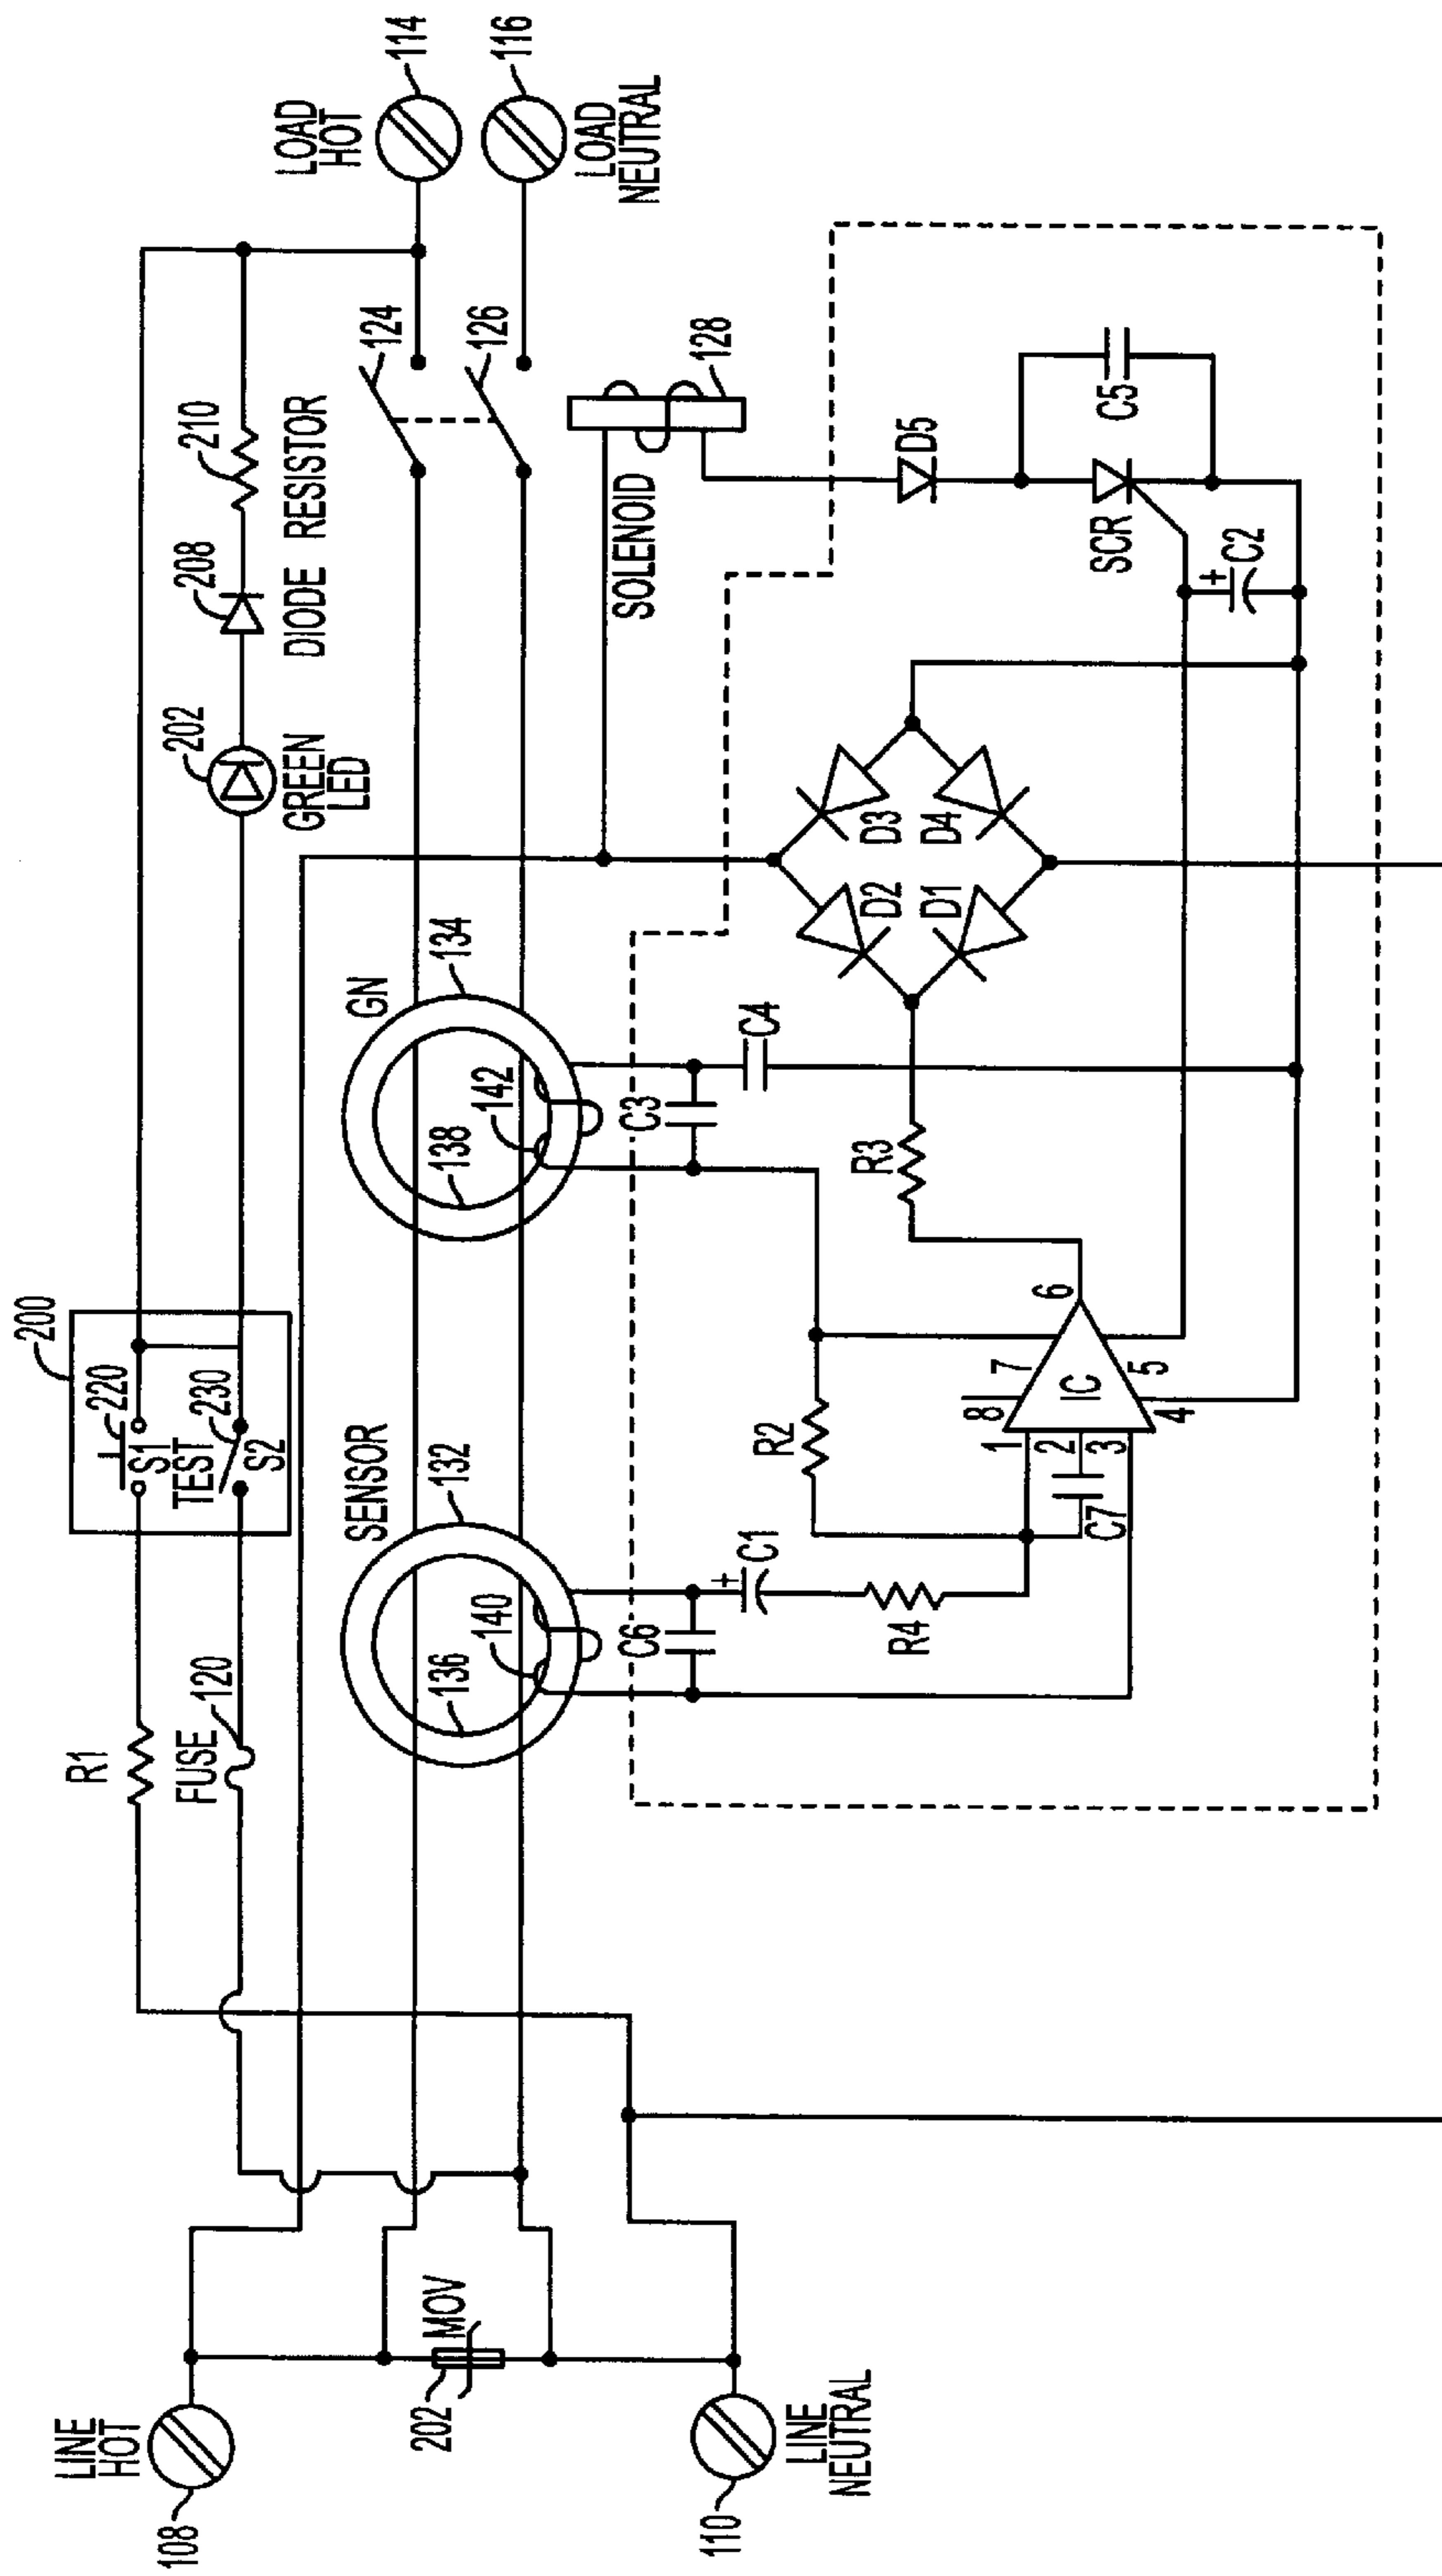 LINE
HOT
108
202
MOV
110
LINE
NEUTRAL
R1
FUSE
120
200
220
S1
TEST
230
S2
202
GREEN
LED
208
210
DIODE RESISTOR
LOAD
HOT
114
116
LOAD
NEUTRAL
124
126
SENSOR
132
136
140
GN
134
138
142
SOLENOID
128
C6
C1
+
R4
R2
C3
C4
R3
C7
IC
1
2
3
4
5
6
7
8
D2
D1
D3
D4
D5
SCR
C5
C2
+